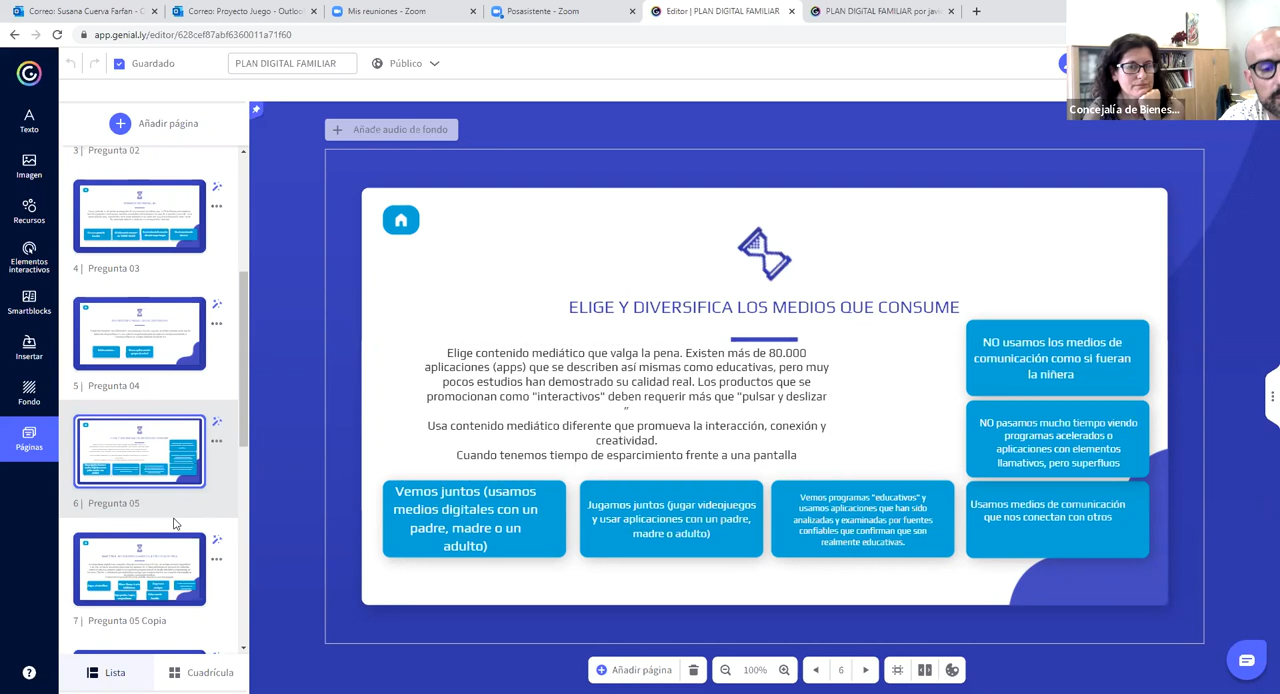 Correo: Susana Cuerva Farfan - C
Correo: Proyecto Juego - Outloo
Mis reuniones - Zoom
Posasistente - Zoom
Editor | PLAN DIGITAL FAMILIAR
PLAN DIGITAL FAMILIAR por javi
app.genial.ly/editor/628cef87abf6360011a71f60
Guardado
PLAN DIGITAL FAMILIAR
Público
Concejalía de Bienes...
Texto
Imagen
Recursos
Elementos
interactivos
Smartblocks
Insertar
Fondo
Páginas
Añadir página
3 | Pregunta 02
4 | Pregunta 03
5 | Pregunta 04
6 | Pregunta 05
7 | Pregunta 05 Copia
Lista
Cuadrícula
Añade audio de fondo
ELIGE Y DIVERSIFICA LOS MEDIOS QUE CONSUME
Elige contenido mediático que valga la pena. Existen más de 80.000
aplicaciones (apps) que se describen así mismas como educativas, pero muy
pocos estudios han demostrado su calidad real. Los productos que se
promocionan como "interactivos" deben requerir más que "pulsar y deslizar
"
Usa contenido mediático diferente que promueva la interacción, conexión y
creatividad.
Cuando tenemos tiempo de esparcimiento frente a una pantalla
NO usamos los medios de
comunicación como si fueran
la niñera
NO pasamos mucho tiempo viendo
programas acelerados o
aplicaciones con elementos
llamativos, pero superfluos
Vemos juntos (usamos
medios digitales con un
padre, madre o un
adulto)
Jugamos juntos (jugar videojuegos
y usar aplicaciones con un padre,
madre o adulto)
Vemos programas "educativos" y
usamos aplicaciones que han sido
analizadas y examinadas por fuentes
confiables que confirman que son
realmente educativas.
Usamos medios de comunicación
que nos conectan con otros
Añadir página
100%
6